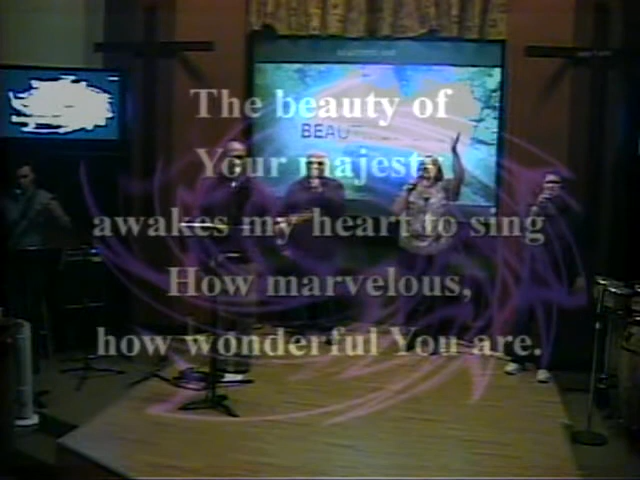 The beauty of
Your majesty
awakes my heart to sing
How marvelous,
how wonderful You are.